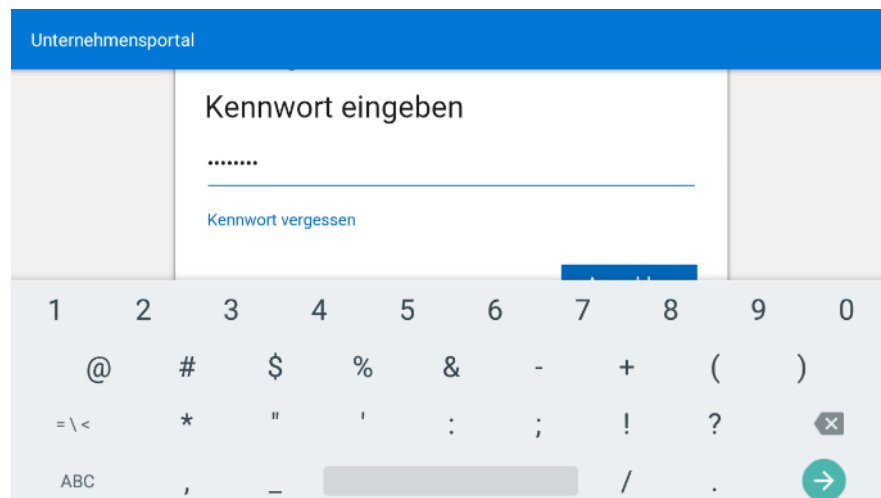 Unternehmensportal
Kennwort eingeben
••••••••
Kennwort vergessen
1 2 3 4 5 6 7 8 9 0
@ # $ % & - + ( )
= \ < * " ' : ; ! ?
ABC , _ / .